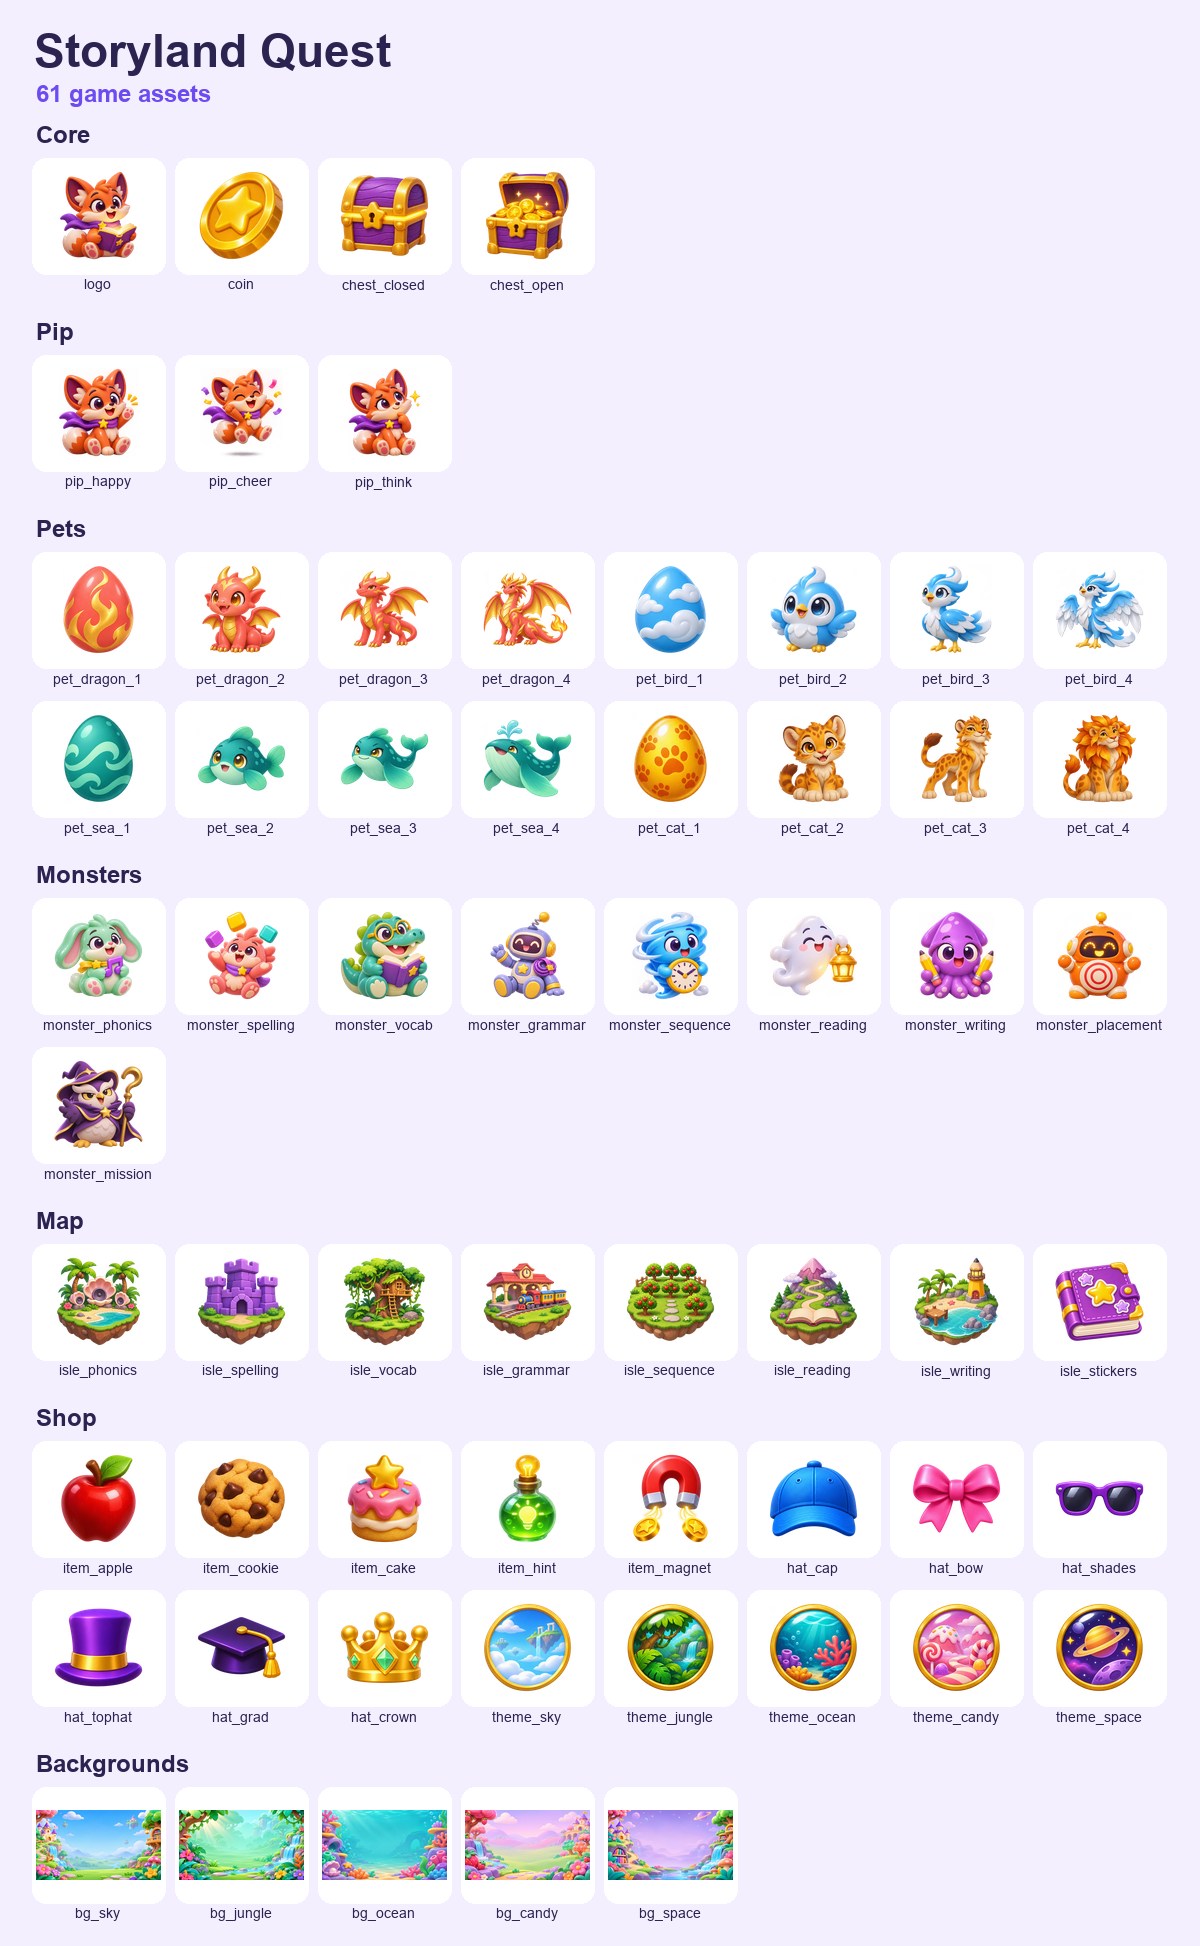 Storyland Quest
61 game assets
Core
logo coin chest_closed chest_open
Pip
pip_happy pip_cheer pip_think
Pets
pet_dragon_1 pet_dragon_2 pet_dragon_3 pet_dragon_4 pet_bird_1 pet_bird_2 pet_bird_3 pet_bird_4
pet_sea_1 pet_sea_2 pet_sea_3 pet_sea_4 pet_cat_1 pet_cat_2 pet_cat_3 pet_cat_4
Monsters
monster_phonics monster_spelling monster_vocab monster_grammar monster_sequence monster_reading monster_writing monster_placement
monster_mission
Map
isle_phonics isle_spelling isle_vocab isle_grammar isle_sequence isle_reading isle_writing isle_stickers
Shop
item_apple item_cookie item_cake item_hint item_magnet hat_cap hat_bow hat_shades
hat_tophat hat_grad hat_crown theme_sky theme_jungle theme_ocean theme_candy theme_space
Backgrounds
bg_sky bg_jungle bg_ocean bg_candy bg_space